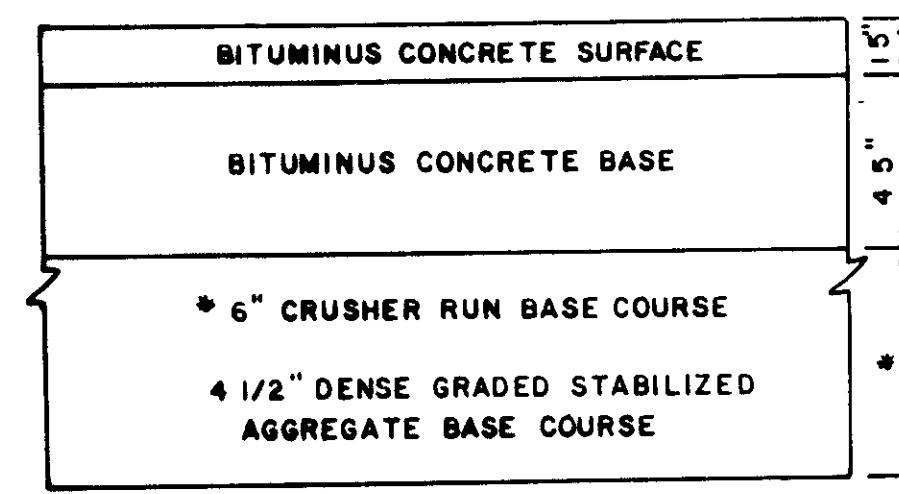 BITUMINUS CONCRETE SURFACE
1 5"
BITUMINUS CONCRETE BASE
4 5"
* 6" CRUSHER RUN BASE COURSE
*
4 1/2" DENSE GRADED STABILIZED
AGGREGATE BASE COURSE